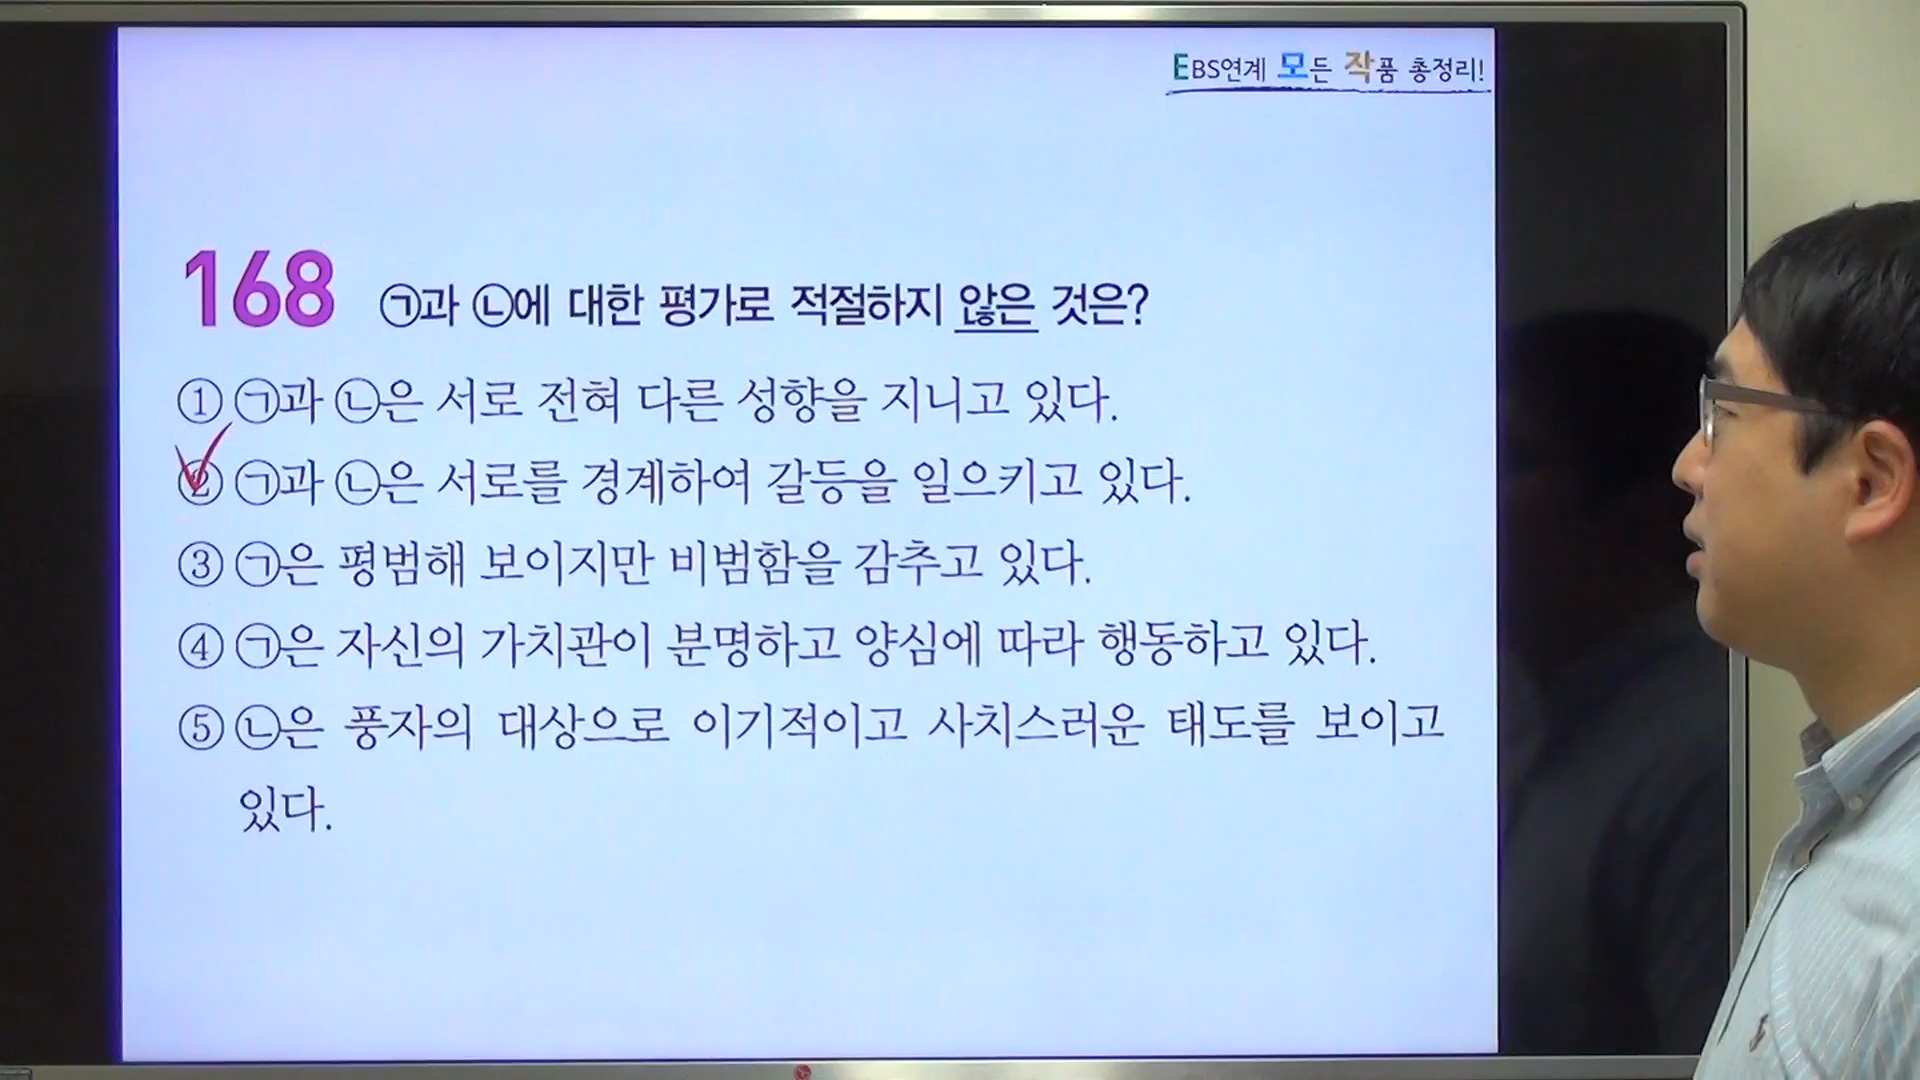 EBS연계 모든 작품 총정리!
168 ㉠과 ㉡에 대한 평가로 적절하지 않은 것은?
① ㉠과 ㉡은 서로 전혀 다른 성향을 지니고 있다.
② ㉠과 ㉡은 서로를 경계하여 갈등을 일으키고 있다.
③ ㉠은 평범해 보이지만 비범함을 감추고 있다.
④ ㉠은 자신의 가치관이 분명하고 양심에 따라 행동하고 있다.
⑤ ㉡은 풍자의 대상으로 이기적이고 사치스러운 태도를 보이고
있다.